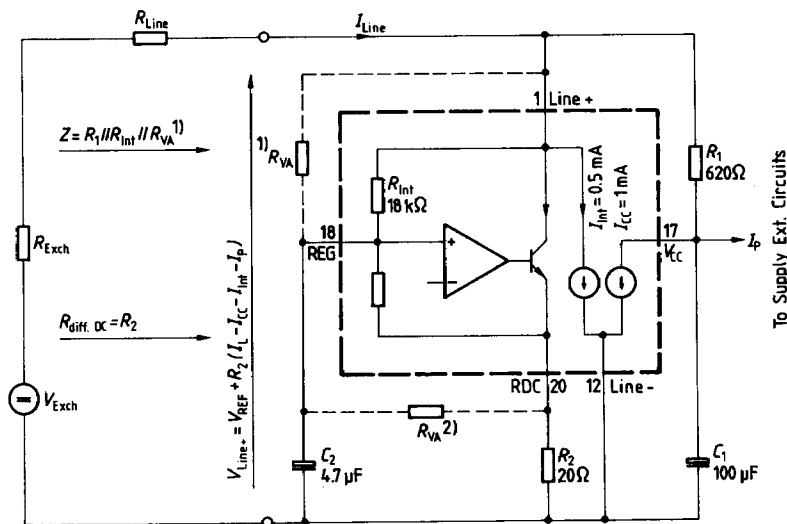 R_Line
I_Line
1 Line+
Z = R_1//R_Int//R_VA^1)
1) R_VA
R_Int
18 kΩ
I_Int = 0.5 mA
I_CC = 1 mA
R_1
620Ω
To Supply Ext. Circuits
18
REG
+
−
17
V_CC
I_P
R_Exch
V_Line+ = V_REF + R_2 (I_L − I_CC − I_Int − I_P)
R_diff. DC = R_2
V_Exch
RDC 20
12 Line-
R_VA^2)
C_2
4.7 µF
R_2
20Ω
C_1
100 µF